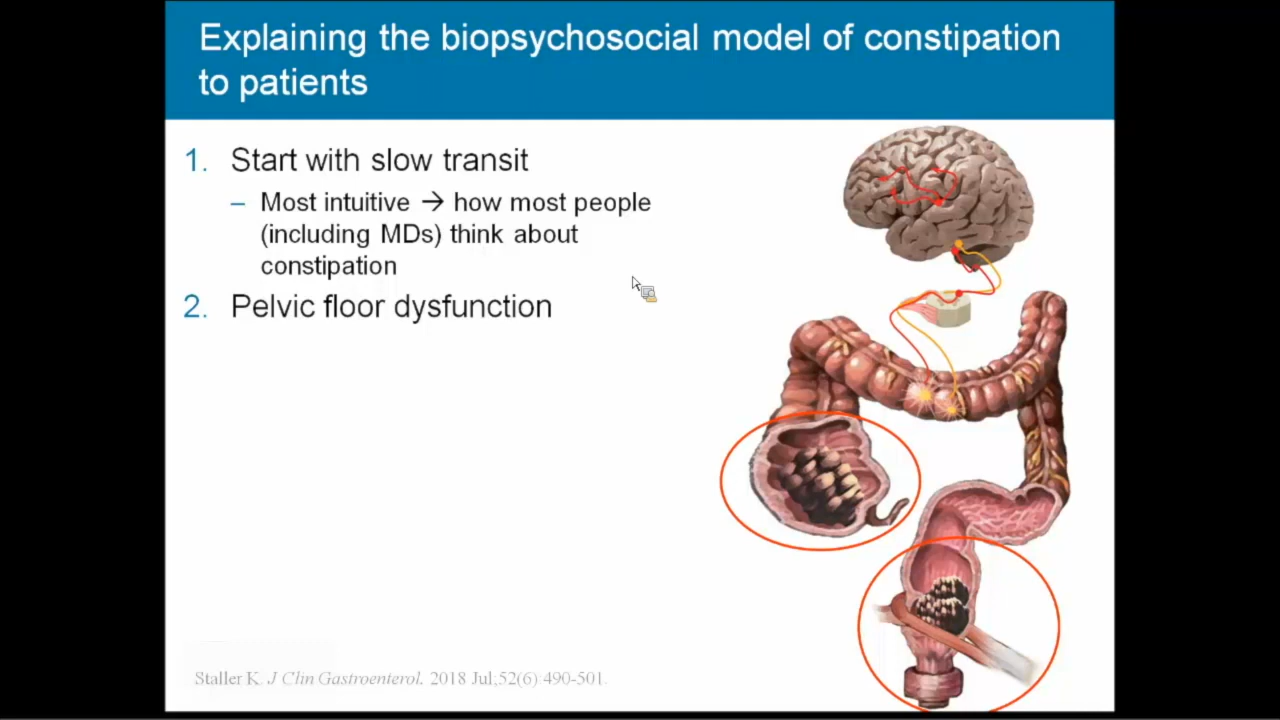 Explaining the biopsychosocial model of constipation
to patients
1. Start with slow transit
– Most intuitive → how most people
(including MDs) think about
constipation
2. Pelvic floor dysfunction
Staller K. J Clin Gastroenterol. 2018 Jul;52(6):490-501.